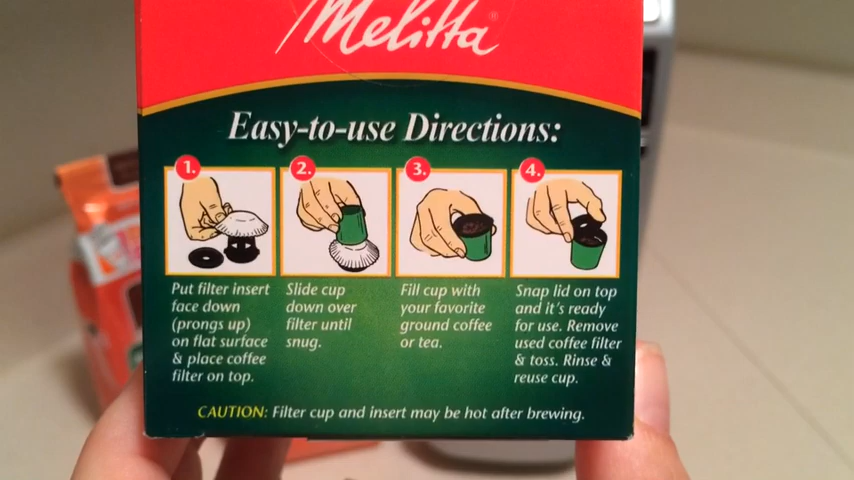 Melitta®
Easy-to-use Directions:
1.
Put filter insert
face down
(prongs up)
on flat surface
& place coffee
filter on top.
2.
Slide cup
down over
filter until
snug.
3.
Fill cup with
your favorite
ground coffee
or tea.
4.
Snap lid on top
and it's ready
for use. Remove
used coffee filter
& toss. Rinse &
reuse cup.
CAUTION: Filter cup and insert may be hot after brewing.